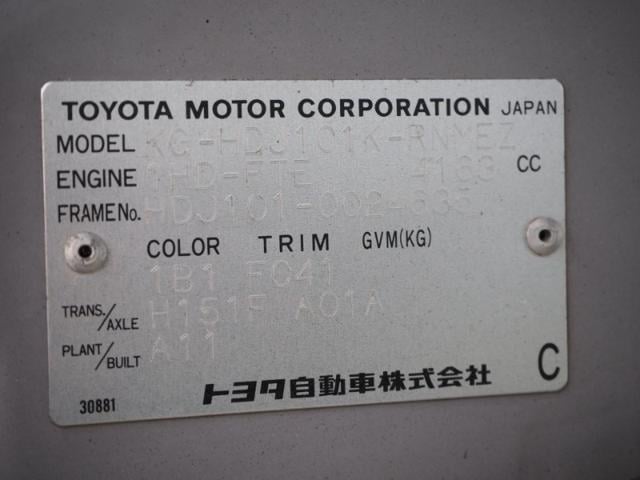 TOYOTA MOTOR CORPORATION JAPAN
MODEL KG-HDJ101K-RNMEZ
ENGINE 1HD-FTE 4163 CC
FRAME No. HDJ101-002
COLOR TRIM GVM(KG)
1B1 FC41
TRANS./AXLE H151F A01A
PLANT/BUILT A11
トヨタ自動車株式会社 C
30881